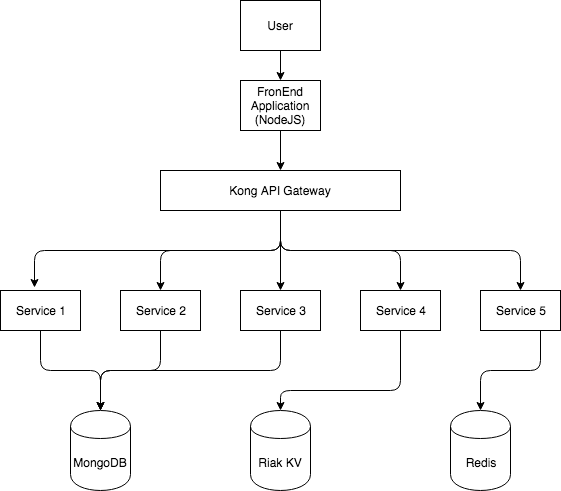 User
FronEnd
Application
(NodeJS)
Kong API Gateway
Service 1
Service 2
Service 3
Service 4
Service 5
MongoDB
Riak KV
Redis